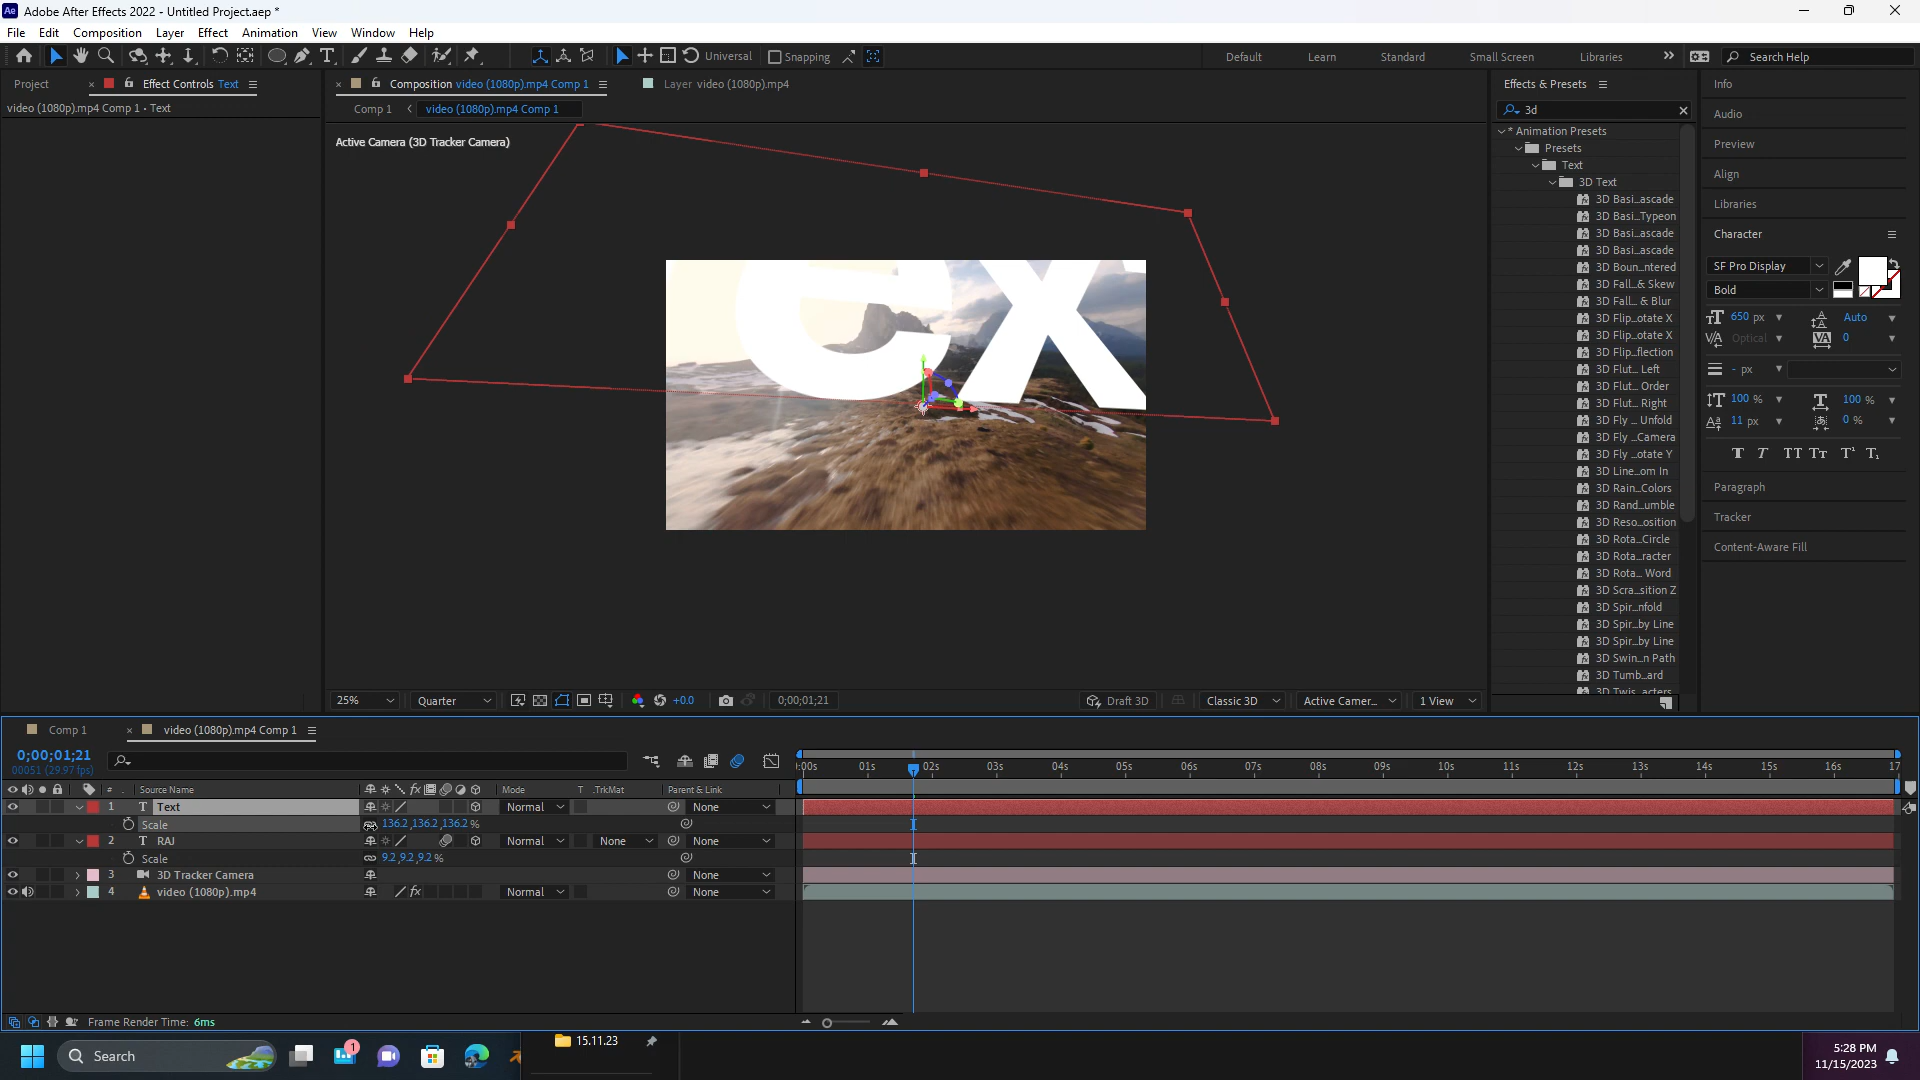 Ae Adobe After Effects 2022 - Untitled Project.aep *
File Edit Composition Layer Effect Animation View Window Help
Universal Snapping Default Learn Standard Small Screen Libraries Search Help
Project Effect Controls Text
video (1080p).mp4 Comp 1 • Text
Composition video (1080p).mp4 Comp 1
Layer video (1080p).mp4
Comp 1 video (1080p).mp4 Comp 1
Active Camera (3D Tracker Camera)
ex
25% Quarter +0.0 0;00;01;21 Draft 3D Classic 3D Active Camer... 1 View
Effects & Presets
3d
* Animation Presets
Presets
Text
3D Text
3D Basi...ascade
3D Basi...Typeon
3D Basi...ascade
3D Basi...ascade
3D Boun...ntered
3D Fall...& Skew
3D Fall... & Blur
3D Flip...otate X
3D Flip...otate X
3D Flip...flection
3D Flut... Left
3D Flut... Order
3D Flut... Right
3D Fly ... Unfold
3D Fly ...Camera
3D Fly ...otate Y
3D Line...om In
3D Rain...Colors
3D Rand...umble
3D Reso...osition
3D Rota...Circle
3D Rota...racter
3D Rota... Word
3D Scra...sition Z
3D Spir...nfold
3D Spir...by Line
3D Spir...by Line
3D Swin...n Path
3D Tumb...ard
3D Twis...acters
Info
Audio
Preview
Align
Libraries
Character
SF Pro Display
Bold
650 px Auto
Optical 0
- px
100 % 100 %
11 px 0 %
T T TT Tt T¹ T₁
Paragraph
Tracker
Content-Aware Fill
Comp 1 video (1080p).mp4 Comp 1
0;00;01;21
00051 (29.97 fps)
:00s 01s 02s 03s 04s 05s 06s 07s 08s 09s 10s 11s 12s 13s 14s 15s 16s 17
# Source Name Mode T .TrkMat Parent & Link
1 T Text Normal None
Scale 136.2,136.2,136.2 %
2 T RAJ Normal None None
Scale 9.2,9.2,9.2 %
3 3D Tracker Camera None
4 video (1080p).mp4 Normal None
Frame Render Time: 6ms
Search 1 15.11.23
5:28 PM
11/15/2023